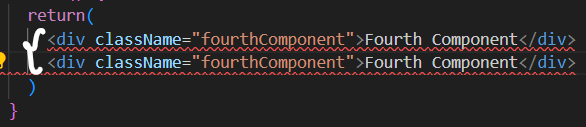 return(
<div className="fourthComponent">Fourth Component</div>
<div className="fourthComponent">Fourth Component</div>
)
}